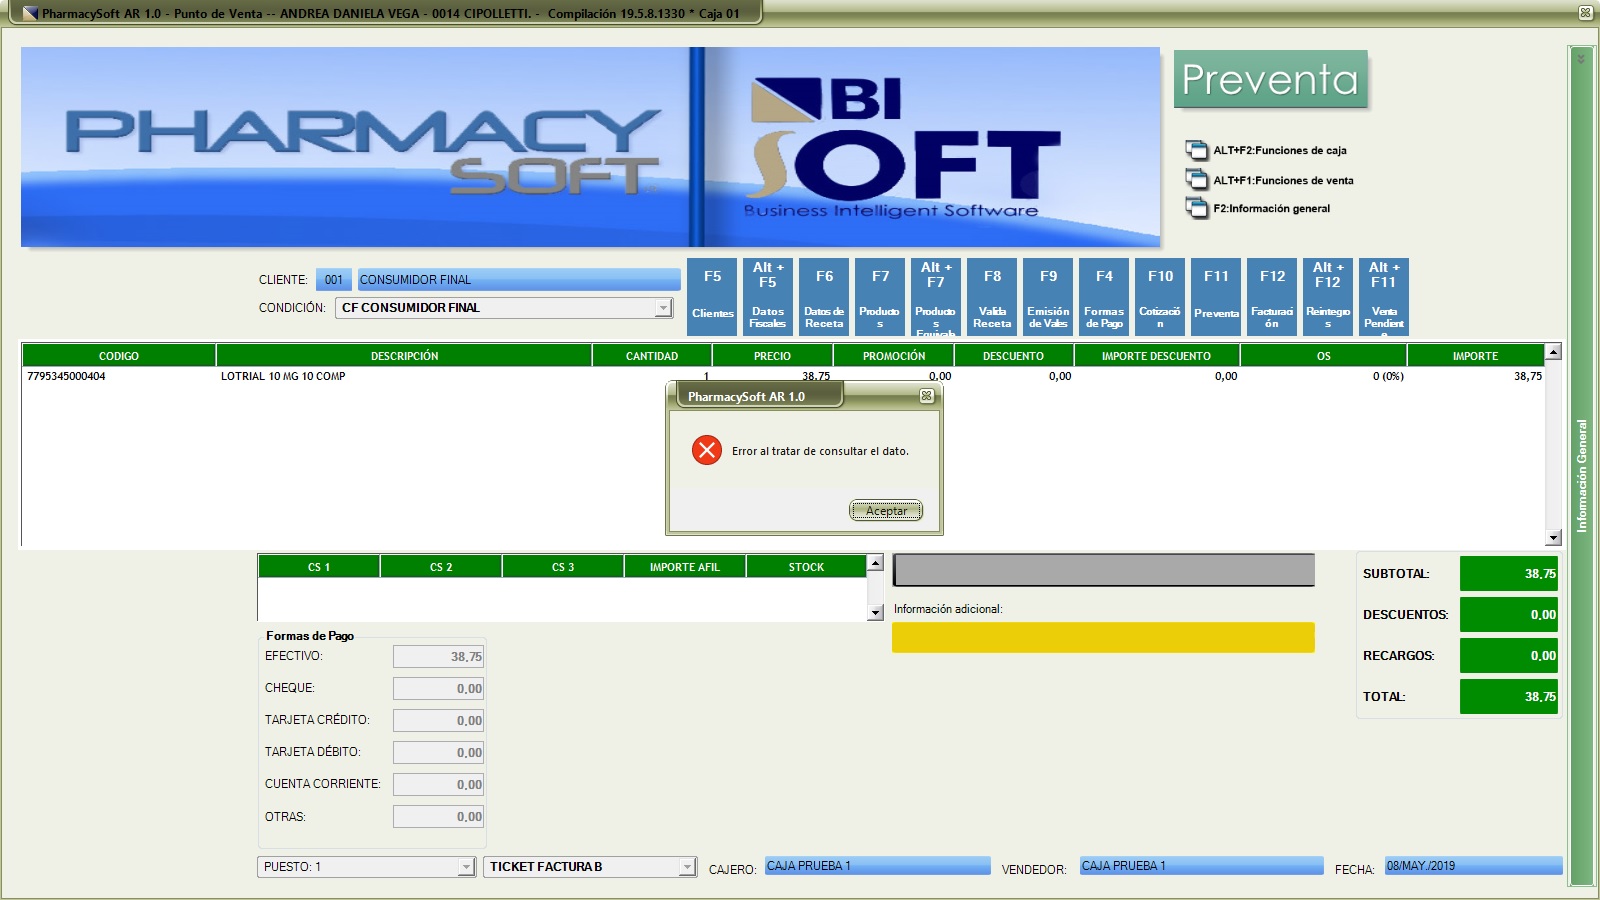 PharmacySoft AR 1.0 - Punto de Venta -- ANDREA DANIELA VEGA - 0014 CIPOLLETTI. - Compilación 19.5.8.1330 * Caja 01
PHARMACY
SOFT
BI
SOFT
Business Intelligent Software
Preventa
ALT+F2:Funciones de caja
ALT+F1:Funciones de venta
F2:Información general
CLIENTE: 001 CONSUMIDOR FINAL
CONDICIÓN: CF CONSUMIDOR FINAL
F5 Clientes
Alt + F5 Datos Fiscales
F6 Datos de Receta
F7 Producto s
Alt + F7 Producto s Equivale
F8 Valida Receta
F9 Emisión de Vales
F4 Formas de Pago
F10 Cotizació n
F11 Preventa
F12 Facturaci ón
Alt + F12 Reintegro s
Alt + F11 Venta Pendient e
CODIGO DESCRIPCIÓN CANTIDAD PRECIO PROMOCIÓN DESCUENTO IMPORTE DESCUENTO OS IMPORTE
7795345000404 LOTRIAL 10 MG 10 COMP 1 38,75 0,00 0,00 0,00 0 (0%) 38,75
PharmacySoft AR 1.0
Error al tratar de consultar el dato.
Aceptar
Información General
CS 1 CS 2 CS 3 IMPORTE AFIL STOCK
Información adicional:
SUBTOTAL: 38,75
DESCUENTOS: 0,00
RECARGOS: 0,00
TOTAL: 38,75
Formas de Pago
EFECTIVO: 38,75
CHEQUE: 0,00
TARJETA CRÉDITO: 0,00
TARJETA DÉBITO: 0,00
CUENTA CORRIENTE: 0,00
OTRAS: 0,00
PUESTO: 1 TICKET FACTURA B CAJERO: CAJA PRUEBA 1 VENDEDOR: CAJA PRUEBA 1 FECHA: 08/MAY./2019